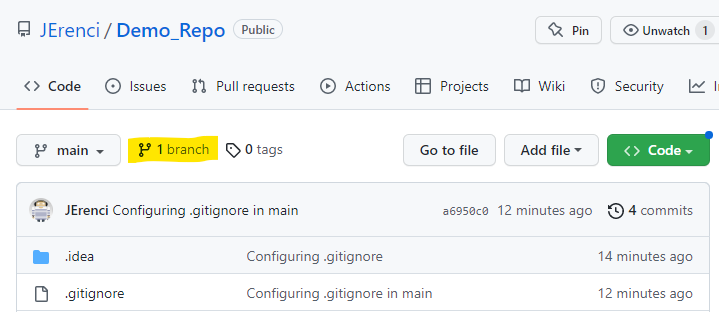 JErenci / Demo_Repo Public Pin Unwatch 1
Code Issues Pull requests Actions Projects Wiki Security
main 1 branch 0 tags Go to file Add file Code
JErenci Configuring .gitignore in main a6950c0 12 minutes ago 4 commits
.idea Configuring .gitignore 14 minutes ago
.gitignore Configuring .gitignore in main 12 minutes ago